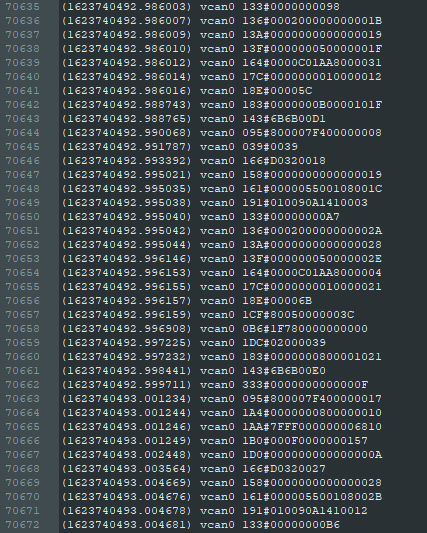 70635 (1623740492.986003) vcan0 133#0000000098
70636 (1623740492.986007) vcan0 136#000200000000001B
70637 (1623740492.986009) vcan0 13A#0000000000000019
70638 (1623740492.986010) vcan0 13F#000000050000001F
70639 (1623740492.986012) vcan0 164#0000C01AA8000031
70640 (1623740492.986014) vcan0 17C#0000000010000012
70641 (1623740492.986016) vcan0 18E#00005C
70642 (1623740492.988743) vcan0 183#0000000B0000101F
70643 (1623740492.988765) vcan0 143#6B6B00D1
70644 (1623740492.990068) vcan0 095#800007F400000008
70645 (1623740492.991787) vcan0 039#0039
70646 (1623740492.993392) vcan0 166#D0320018
70647 (1623740492.995021) vcan0 158#0000000000000019
70648 (1623740492.995035) vcan0 161#000005500108001C
70649 (1623740492.995038) vcan0 191#010090A1410003
70650 (1623740492.995040) vcan0 133#00000000A7
70651 (1623740492.995042) vcan0 136#000200000000002A
70652 (1623740492.995044) vcan0 13A#0000000000000028
70653 (1623740492.996146) vcan0 13F#000000050000002E
70654 (1623740492.996153) vcan0 164#0000C01AA8000004
70655 (1623740492.996155) vcan0 17C#0000000010000021
70656 (1623740492.996157) vcan0 18E#00006B
70657 (1623740492.996159) vcan0 1CF#80050000003C
70658 (1623740492.996908) vcan0 0B6#1F780000000000
70659 (1623740492.997225) vcan0 1DC#02000039
70660 (1623740492.997232) vcan0 183#0000000800001021
70661 (1623740492.998441) vcan0 143#6B6B00E0
70662 (1623740492.999711) vcan0 333#000000000000000F
70663 (1623740493.001234) vcan0 095#800007F400000017
70664 (1623740493.001244) vcan0 1A4#0000000800000010
70665 (1623740493.001246) vcan0 1AA#7FFF000000006810
70666 (1623740493.001249) vcan0 1B0#000F0000000157
70667 (1623740493.002448) vcan0 1D0#000000000000000A
70668 (1623740493.003564) vcan0 166#D0320027
70669 (1623740493.004669) vcan0 158#0000000000000028
70670 (1623740493.004676) vcan0 161#000005500108002B
70671 (1623740493.004678) vcan0 191#010090A1410012
70672 (1623740493.004681) vcan0 133#00000000B6